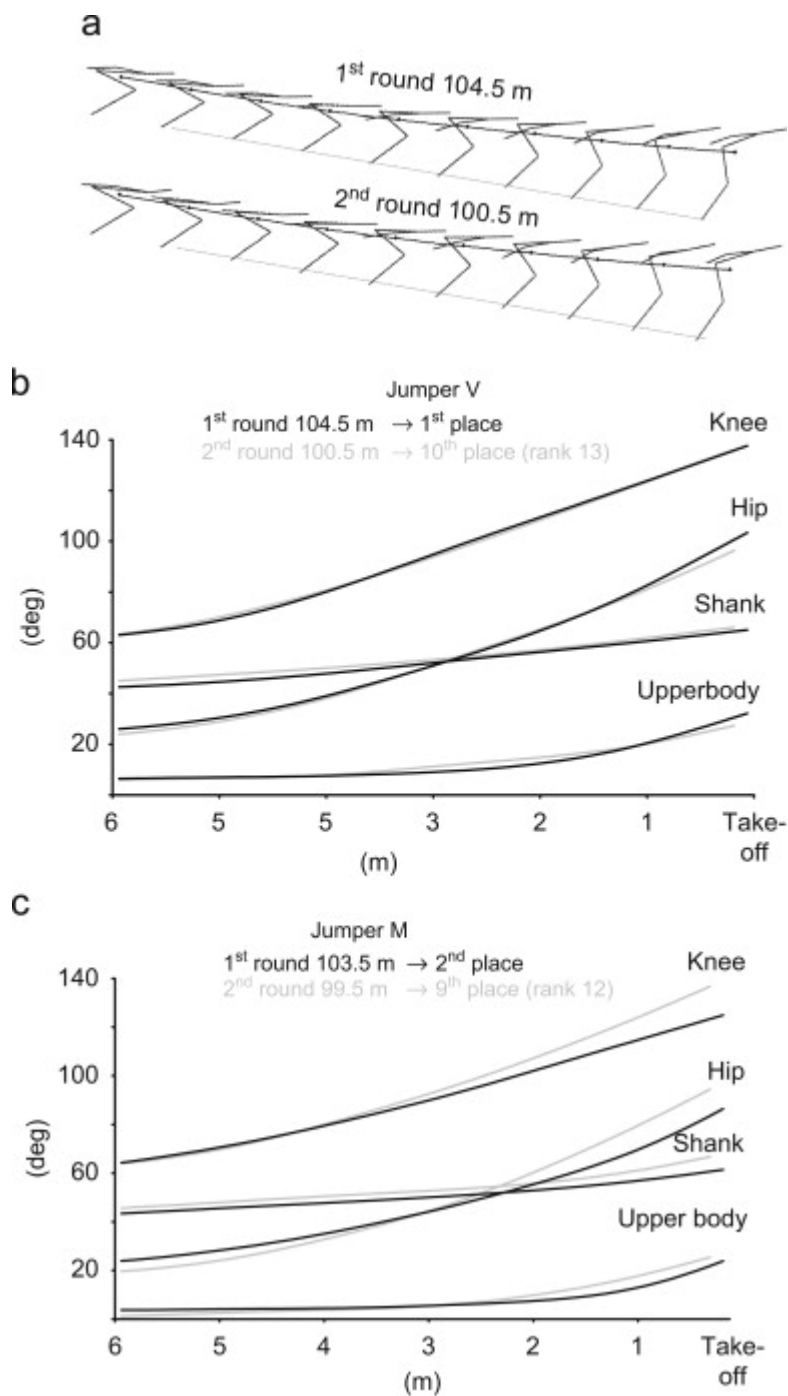 a
1st round 104.5 m
2nd round 100.5 m
b
Jumper V
1st round 104.5 m → 1st place
2nd round 100.5 m → 10th place (rank 13)
140
100
60
20
(deg)
Knee
Hip
Shank
Upperbody
6 5 5 3 2 1 Take-off
(m)
c
Jumper M
1st round 103.5 m → 2nd place
2nd round 99.5 m → 9th place (rank 12)
140
100
60
20
(deg)
Knee
Hip
Shank
Upper body
6 5 4 3 2 1 Take-off
(m)